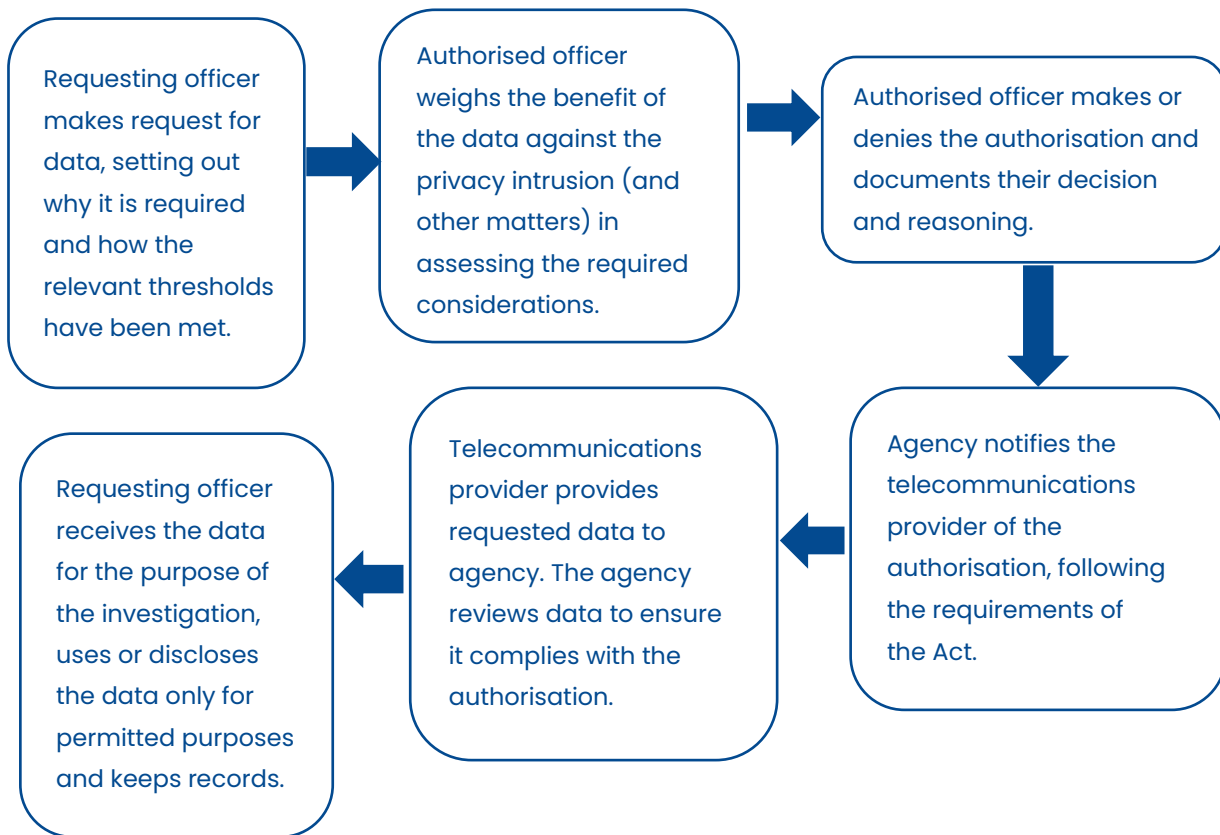 Requesting officer
makes request for
data, setting out
why it is required
and how the
relevant thresholds
have been met.
Authorised officer
weighs the benefit of
the data against the
privacy intrusion (and
other matters) in
assessing the required
considerations.
Authorised officer makes or
denies the authorisation and
documents their decision
and reasoning.
Agency notifies the
telecommunications
provider of the
authorisation, following
the requirements of
the Act.
Telecommunications
provider provides
requested data to
agency. The agency
reviews data to ensure
it complies with the
authorisation.
Requesting officer
receives the data
for the purpose of
the investigation,
uses or discloses
the data only for
permitted purposes
and keeps records.